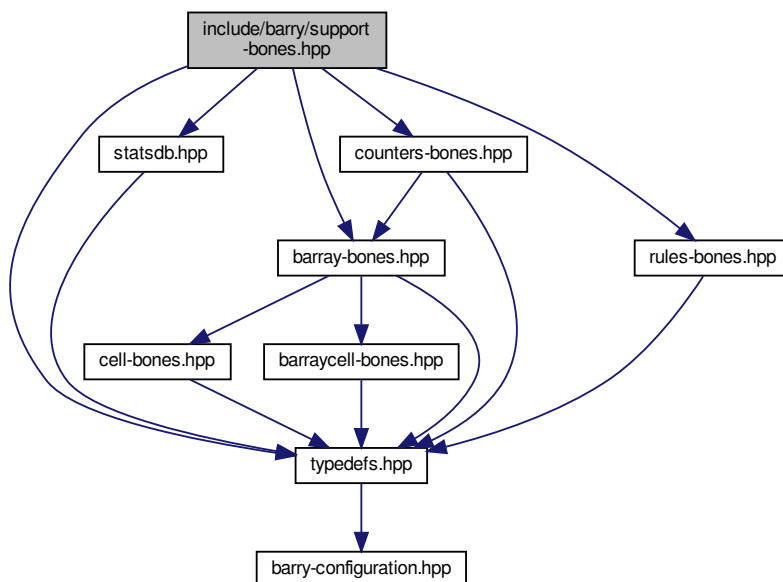 include/barry/support
-bones.hpp
statsdb.hpp
counters-bones.hpp
barray-bones.hpp
rules-bones.hpp
cell-bones.hpp
barraycell-bones.hpp
typedefs.hpp
barry-configuration.hpp